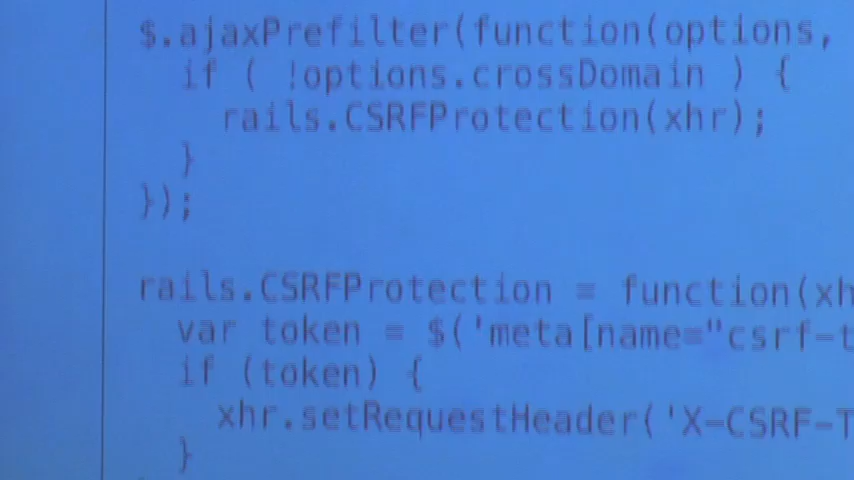 $.ajaxPrefilter(function(options,
if ( !options.crossDomain ) {
rails.CSRFProtection(xhr);
}
});
rails.CSRFProtection = function(xh
var token = $('meta[name="csrf-t
if (token) {
xhr.setRequestHeader('X-CSRF-T
}